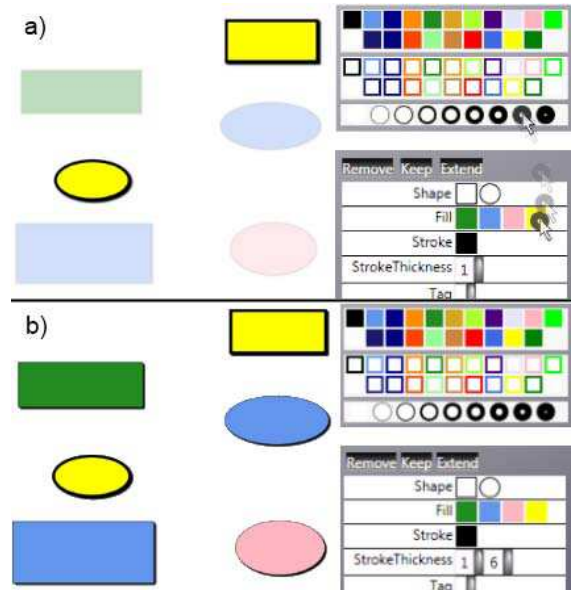 a)
Remove Keep Extend
Shape
Fill
Stroke
StrokeThickness 1
Tag
b)
Remove Keep Extend
Shape
Fill
Stroke
StrokeThickness 1 6
Tag